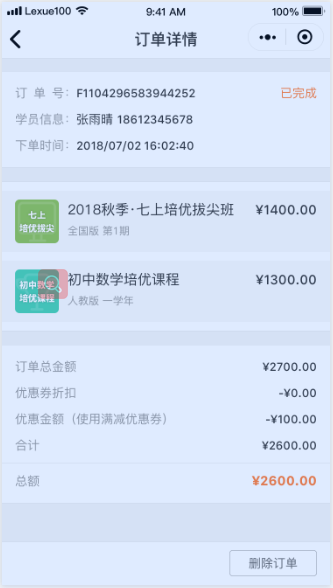 Lexue100 9:41 AM 100%
订单详情
订 单 号：F1104296583944252 已完成
学员信息：张雨晴 18612345678
下单时间：2018/07/02 16:02:40
七上
培优拔尖
2018秋季·七上培优拔尖班 ¥1400.00
全国版 第1期
初中数学
培优课程
初中数学培优课程 ¥1300.00
人教版 一学年
订单总金额 ¥2700.00
优惠券折扣 -¥0.00
优惠金额（使用满减优惠券） -¥100.00
合计 ¥2600.00
总额 ¥2600.00
删除订单